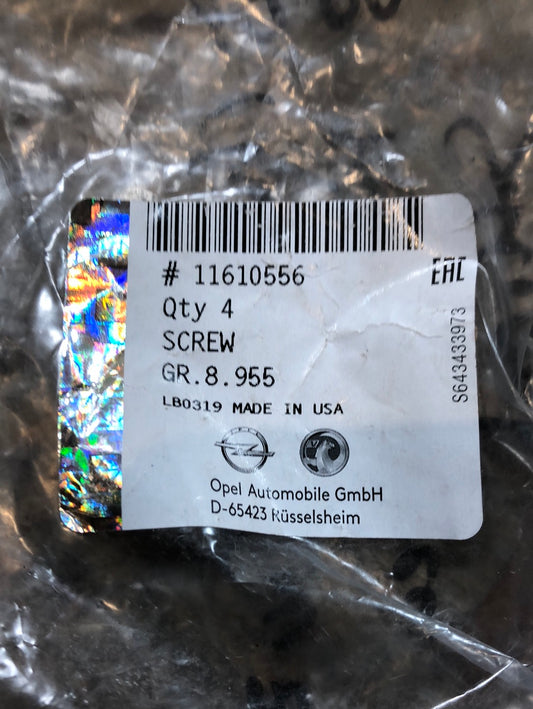 # 11610556
EAC
Qty 4
SCREW
GR.8.955
LB0319 MADE IN USA
S643433973
Opel Automobile GmbH
D-65423 Rüsselsheim